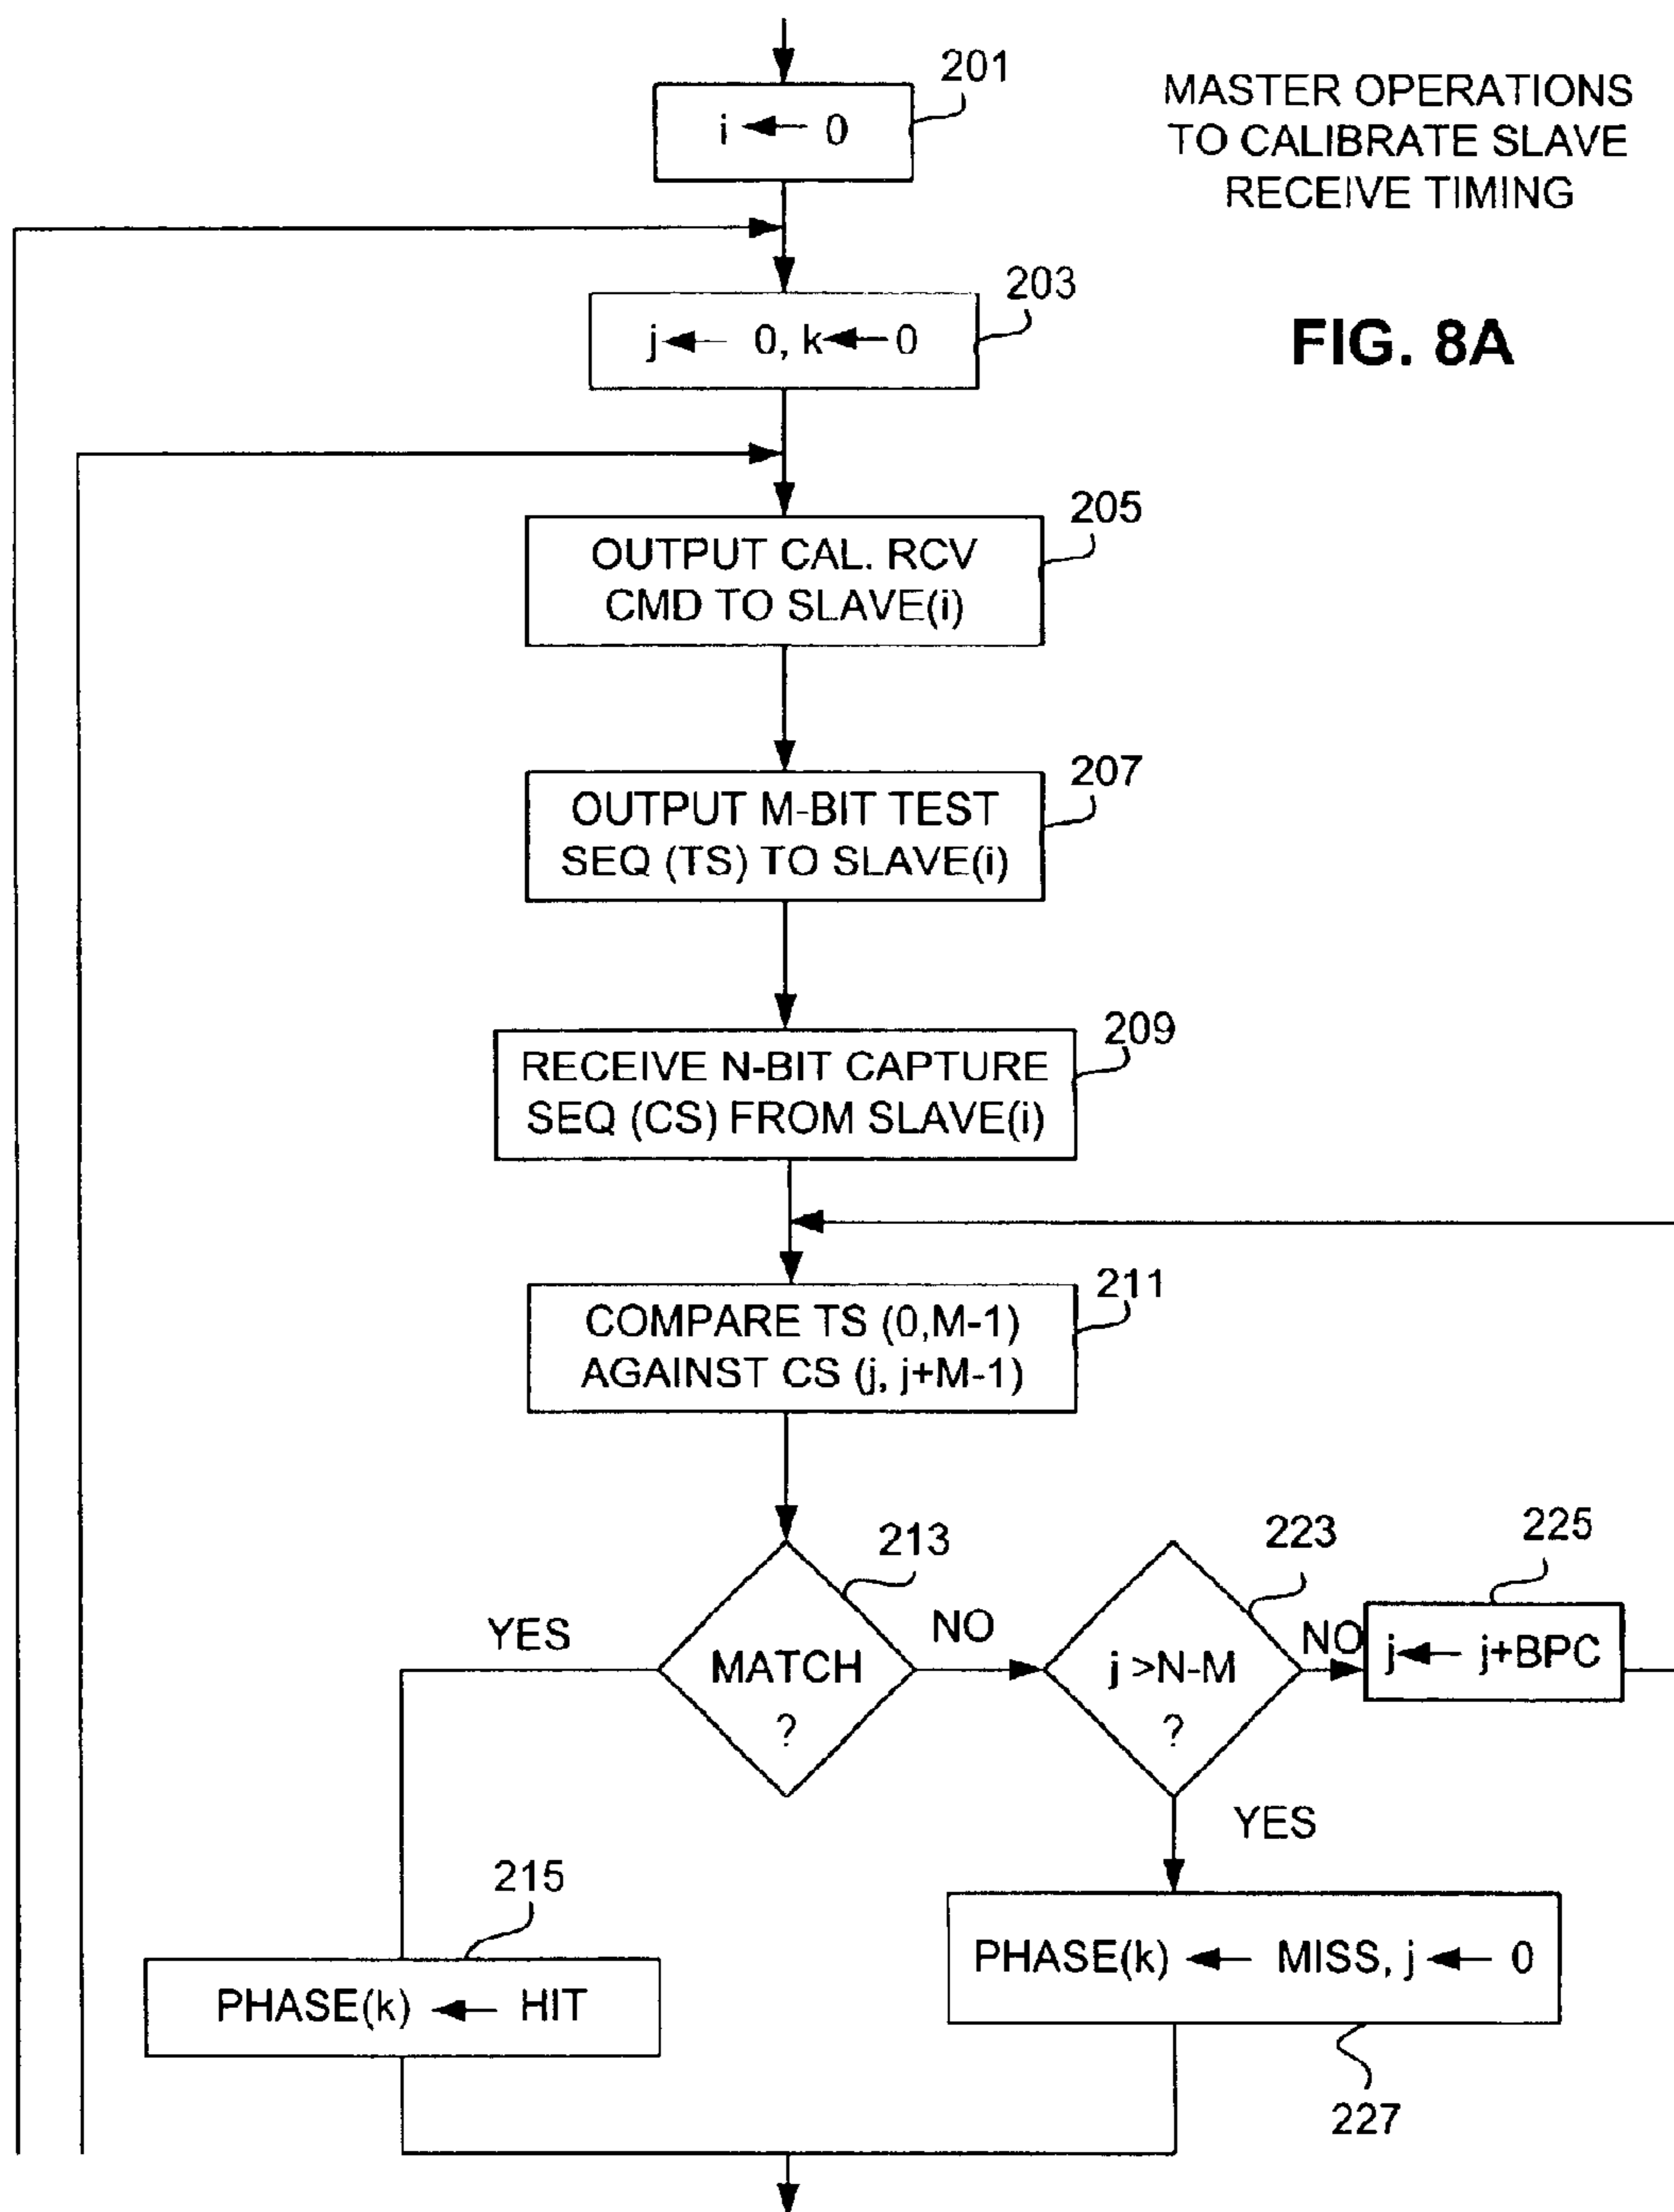 201
i ← 0
MASTER OPERATIONS
TO CALIBRATE SLAVE
RECEIVE TIMING
203
j ← 0, k ← 0
FIG. 8A
205
OUTPUT CAL. RCV
CMD TO SLAVE(i)
207
OUTPUT M-BIT TEST
SEQ (TS) TO SLAVE(i)
209
RECEIVE N-BIT CAPTURE
SEQ (CS) FROM SLAVE(i)
211
COMPARE TS (0,M-1)
AGAINST CS (j, j+M-1)
213
223
225
YES
MATCH
?
NO
j >N-M
?
NO
j ← j+BPC
YES
215
PHASE(k) ← HIT
PHASE(k) ← MISS, j ← 0
227